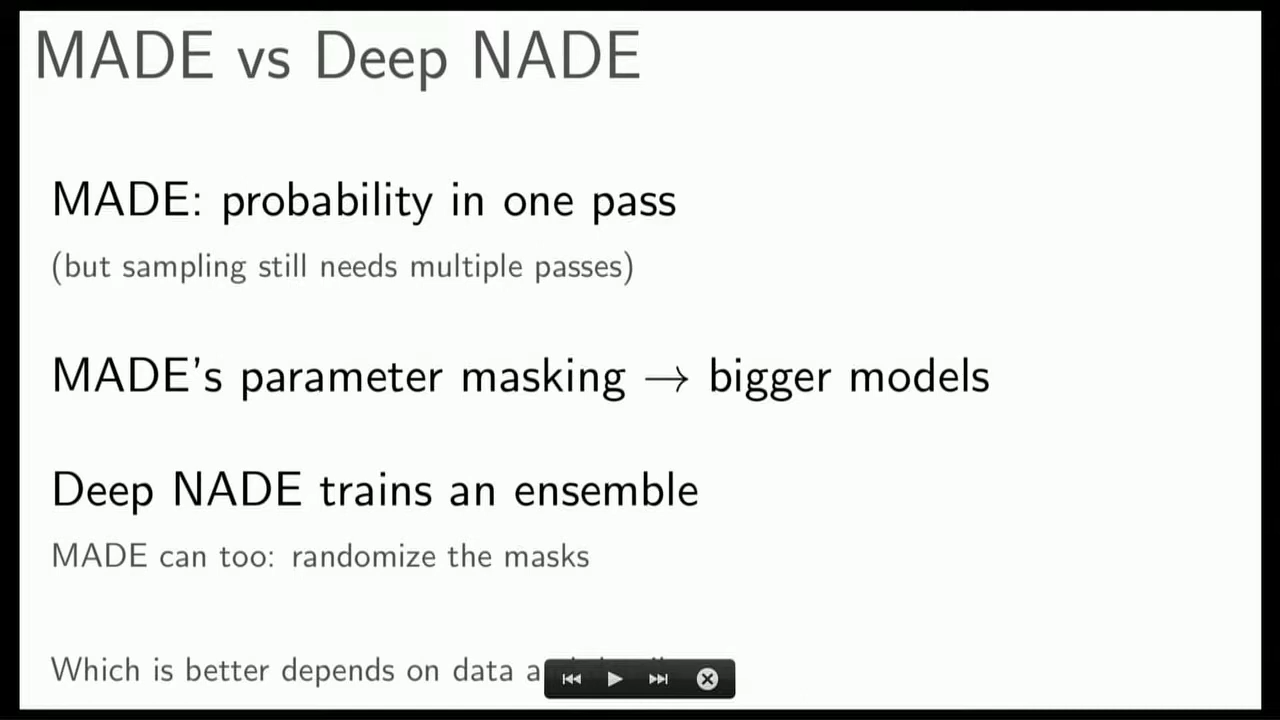 MADE vs Deep NADE
MADE: probability in one pass
(but sampling still needs multiple passes)
MADE's parameter masking → bigger models
Deep NADE trains an ensemble
MADE can too: randomize the masks
Which is better depends on data